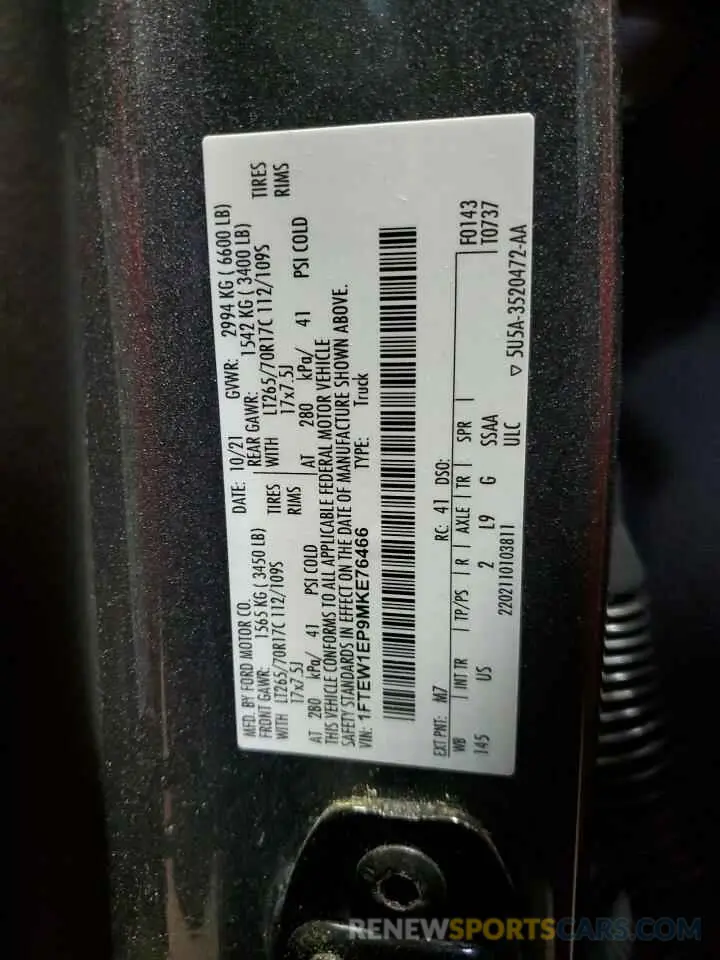 MFD. BY FORD MOTOR CO. DATE: 10/21 GVWR: 2994 KG ( 6600 LB)
FRONT GAWR: 1565 KG ( 3450 LB) REAR GAWR: 1542 KG ( 3400 LB)
WITH LT265/70R17C 112/109S TIRES WITH LT265/70R17C 112/109S TIRES
17x7.5J RIMS 17x7.5J RIMS
AT 280 kPa/ 41 PSI COLD AT 280 kPa/ 41 PSI COLD
THIS VEHICLE CONFORMS TO ALL APPLICABLE FEDERAL MOTOR VEHICLE
SAFETY STANDARDS IN EFFECT ON THE DATE OF MANUFACTURE SHOWN ABOVE.
VIN: 1FTEW1EP9MKE76466 TYPE: Truck
EXT PNT: M7 RC: 41 DSO: F0143
WB INT TR TP/PS R AXLE TR SPR T0737
145 US 2 L9 G SSAA
2202110103811 ULC ▽ 5U5A-3520472-AA
RENEWSPORTSCARS.COM